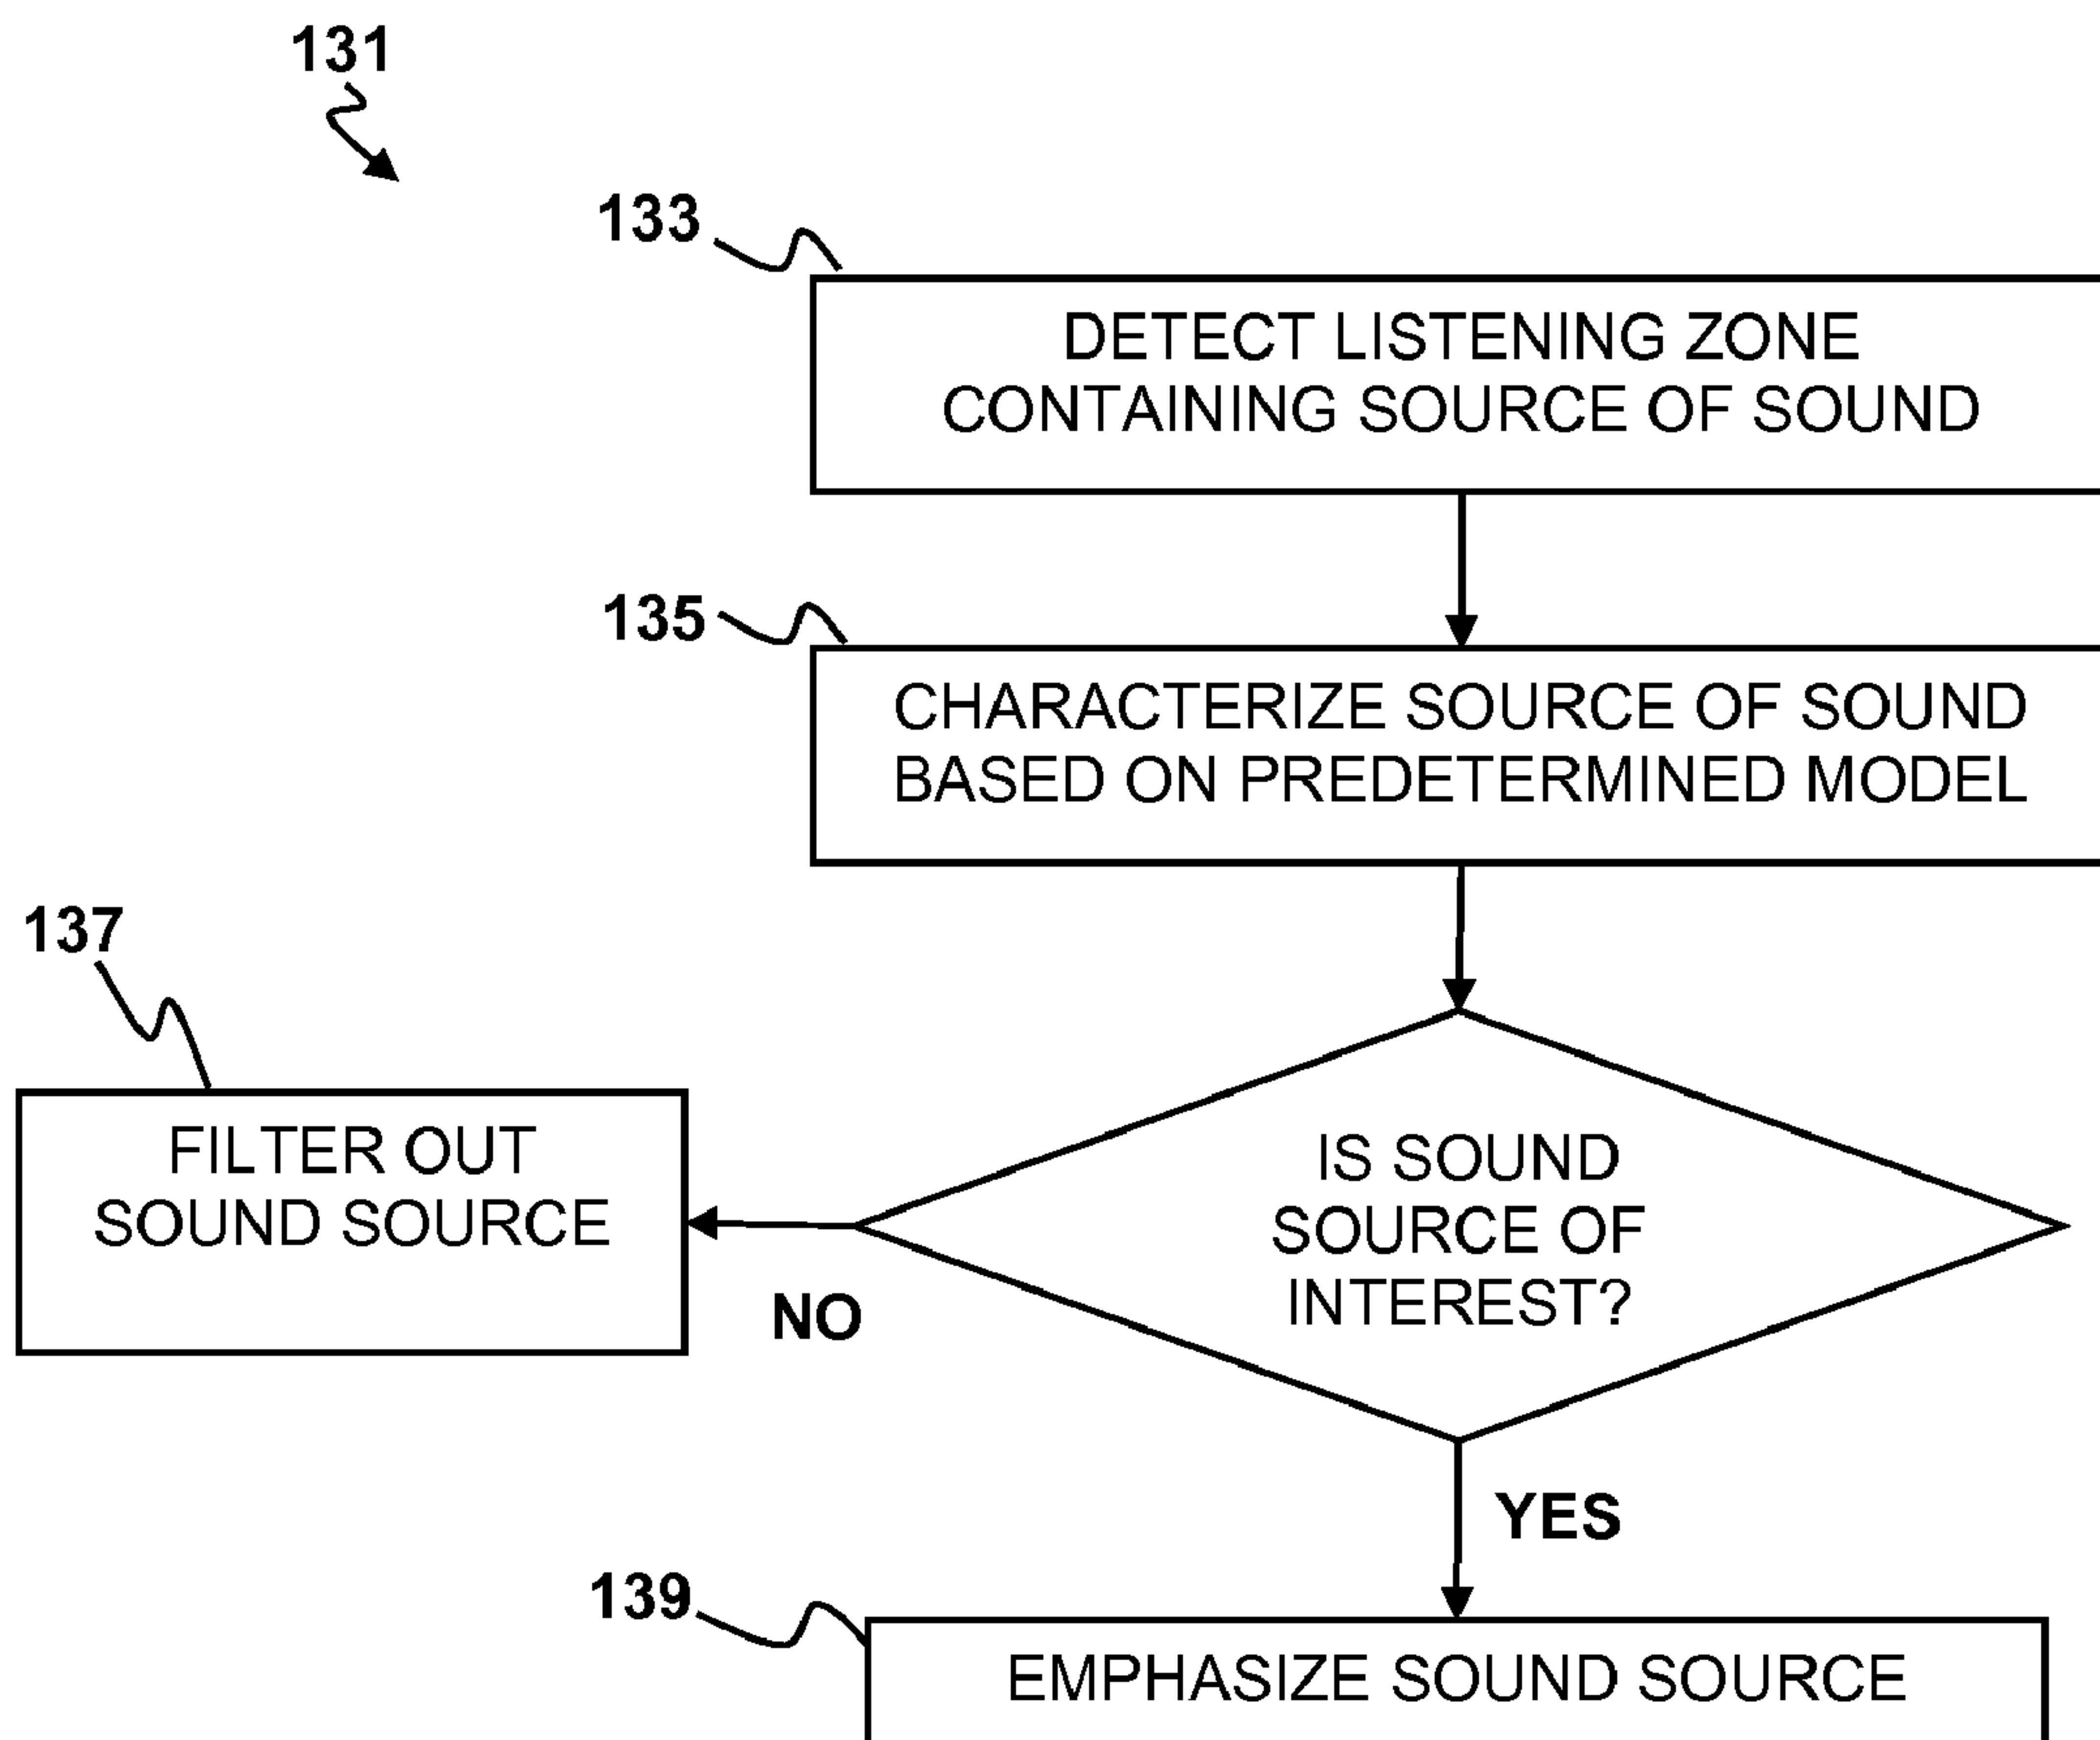 131
133
DETECT LISTENING ZONE
CONTAINING SOURCE OF SOUND
135
CHARACTERIZE SOURCE OF SOUND
BASED ON PREDETERMINED MODEL
137
FILTER OUT
SOUND SOURCE
NO
IS SOUND
SOURCE OF
INTEREST?
YES
139
EMPHASIZE SOUND SOURCE